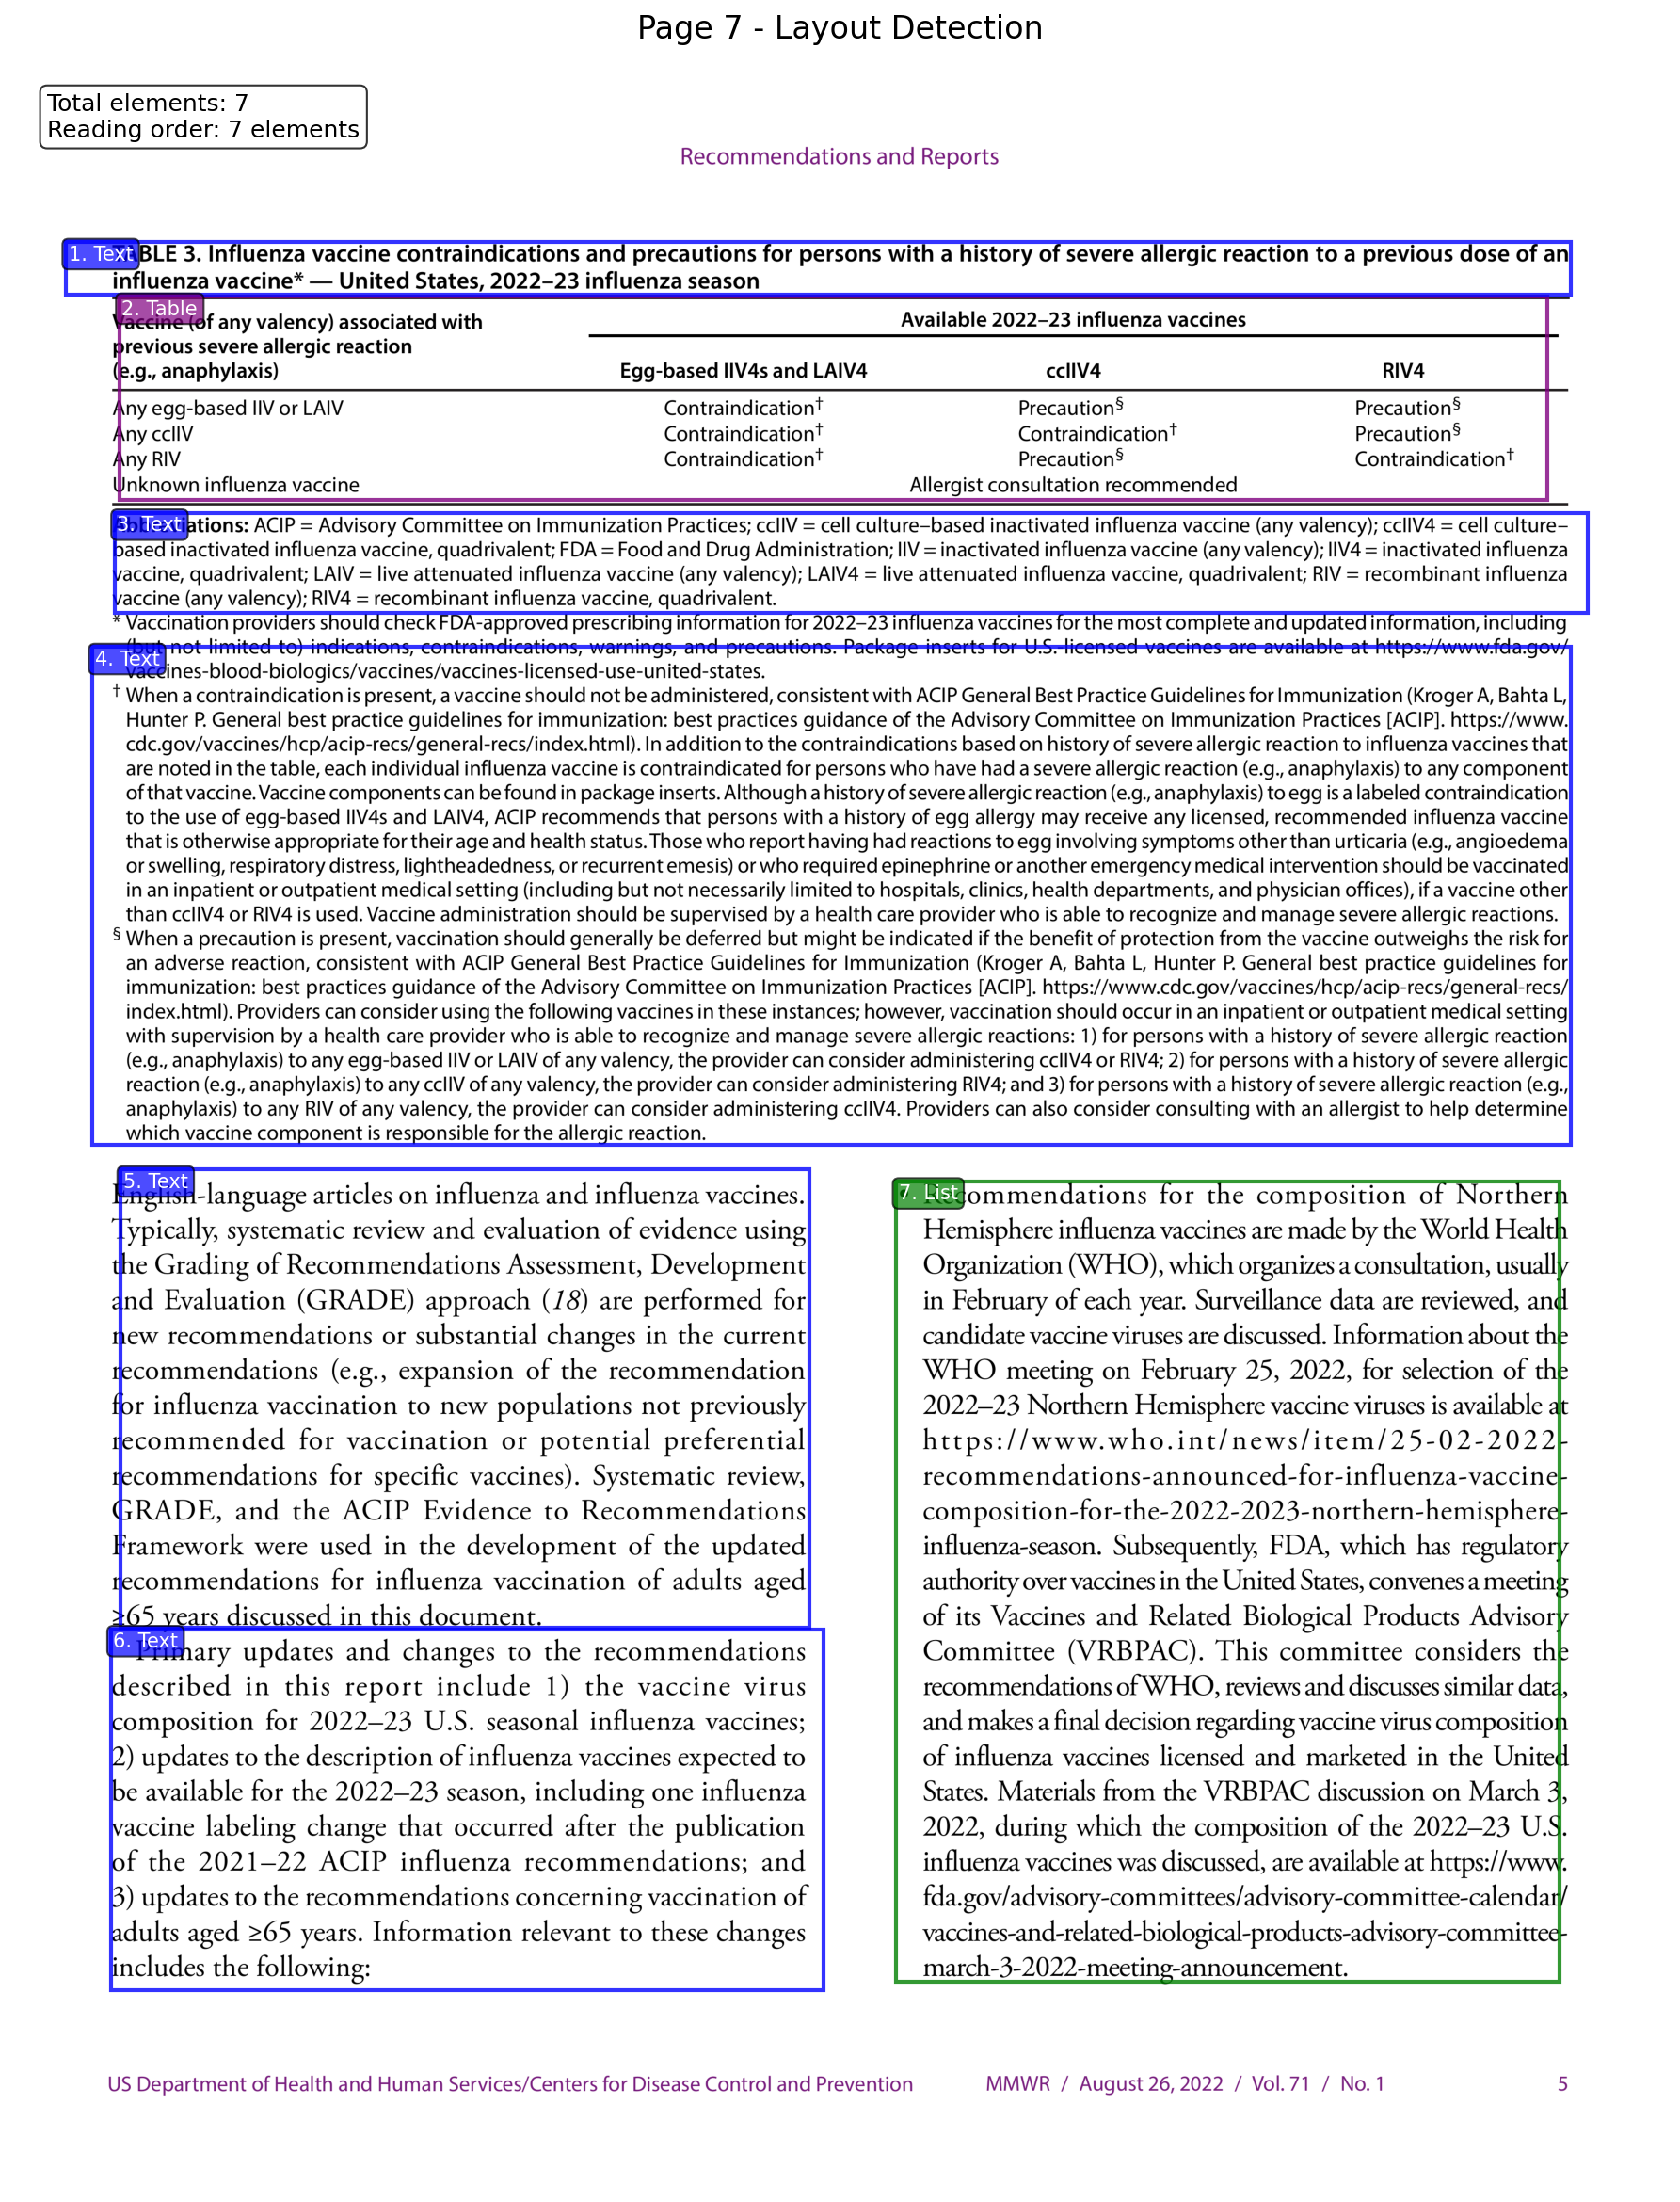 Page 7 - Layout Detection
Total elements: 7
Reading order: 7 elements
Recommendations and Reports
1. Text
TABLE 3. Influenza vaccine contraindications and precautions for persons with a history of severe allergic reaction to a previous dose of an
influenza vaccine* — United States, 2022–23 influenza season
2. Table
Vaccine (of any valency) associated with
previous severe allergic reaction
(e.g., anaphylaxis)
Available 2022–23 influenza vaccines
Egg-based IIV4s and LAIV4 ccIIV4 RIV4
Any egg-based IIV or LAIV Contraindication† Precaution§ Precaution§
Any ccIIV Contraindication† Contraindication† Precaution§
Any RIV Contraindication† Precaution§ Contraindication†
Unknown influenza vaccine Allergist consultation recommended
3. Text
Abbreviations: ACIP = Advisory Committee on Immunization Practices; ccIIV = cell culture–based inactivated influenza vaccine (any valency); ccIIV4 = cell culture–
based inactivated influenza vaccine, quadrivalent; FDA = Food and Drug Administration; IIV = inactivated influenza vaccine (any valency); IIV4 = inactivated influenza
vaccine, quadrivalent; LAIV = live attenuated influenza vaccine (any valency); LAIV4 = live attenuated influenza vaccine, quadrivalent; RIV = recombinant influenza
vaccine (any valency); RIV4 = recombinant influenza vaccine, quadrivalent.
* Vaccination providers should check FDA-approved prescribing information for 2022–23 influenza vaccines for the most complete and updated information, including
(but not limited to) indications, contraindications, warnings, and precautions. Package inserts for U.S.-licensed vaccines are available at https://www.fda.gov/
4. Text
vaccines-blood-biologics/vaccines/vaccines-licensed-use-united-states.
† When a contraindication is present, a vaccine should not be administered, consistent with ACIP General Best Practice Guidelines for Immunization (Kroger A, Bahta L,
Hunter P. General best practice guidelines for immunization: best practices guidance of the Advisory Committee on Immunization Practices [ACIP]. https://www.
cdc.gov/vaccines/hcp/acip-recs/general-recs/index.html). In addition to the contraindications based on history of severe allergic reaction to influenza vaccines that
are noted in the table, each individual influenza vaccine is contraindicated for persons who have had a severe allergic reaction (e.g., anaphylaxis) to any component
of that vaccine. Vaccine components can be found in package inserts. Although a history of severe allergic reaction (e.g., anaphylaxis) to egg is a labeled contraindication
to the use of egg-based IIV4s and LAIV4, ACIP recommends that persons with a history of egg allergy may receive any licensed, recommended influenza vaccine
that is otherwise appropriate for their age and health status. Those who report having had reactions to egg involving symptoms other than urticaria (e.g., angioedema
or swelling, respiratory distress, lightheadedness, or recurrent emesis) or who required epinephrine or another emergency medical intervention should be vaccinated
in an inpatient or outpatient medical setting (including but not necessarily limited to hospitals, clinics, health departments, and physician offices), if a vaccine other
than ccIIV4 or RIV4 is used. Vaccine administration should be supervised by a health care provider who is able to recognize and manage severe allergic reactions.
§ When a precaution is present, vaccination should generally be deferred but might be indicated if the benefit of protection from the vaccine outweighs the risk for
an adverse reaction, consistent with ACIP General Best Practice Guidelines for Immunization (Kroger A, Bahta L, Hunter P. General best practice guidelines for
immunization: best practices guidance of the Advisory Committee on Immunization Practices [ACIP]. https://www.cdc.gov/vaccines/hcp/acip-recs/general-recs/
index.html). Providers can consider using the following vaccines in these instances; however, vaccination should occur in an inpatient or outpatient medical setting
with supervision by a health care provider who is able to recognize and manage severe allergic reactions: 1) for persons with a history of severe allergic reaction
(e.g., anaphylaxis) to any egg-based IIV or LAIV of any valency, the provider can consider administering ccIIV4 or RIV4; 2) for persons with a history of severe allergic
reaction (e.g., anaphylaxis) to any ccIIV of any valency, the provider can consider administering RIV4; and 3) for persons with a history of severe allergic reaction (e.g.,
anaphylaxis) to any RIV of any valency, the provider can consider administering ccIIV4. Providers can also consider consulting with an allergist to help determine
which vaccine component is responsible for the allergic reaction.
5. Text
English-language articles on influenza and influenza vaccines.
Typically, systematic review and evaluation of evidence using
the Grading of Recommendations Assessment, Development
and Evaluation (GRADE) approach (18) are performed for
new recommendations or substantial changes in the current
recommendations (e.g., expansion of the recommendation
for influenza vaccination to new populations not previously
recommended for vaccination or potential preferential
recommendations for specific vaccines). Systematic review,
GRADE, and the ACIP Evidence to Recommendations
Framework were used in the development of the updated
recommendations for influenza vaccination of adults aged
≥65 years discussed in this document.
6. Text
Primary updates and changes to the recommendations
described in this report include 1) the vaccine virus
composition for 2022–23 U.S. seasonal influenza vaccines;
2) updates to the description of influenza vaccines expected to
be available for the 2022–23 season, including one influenza
vaccine labeling change that occurred after the publication
of the 2021–22 ACIP influenza recommendations; and
3) updates to the recommendations concerning vaccination of
adults aged ≥65 years. Information relevant to these changes
includes the following:
7. List
Recommendations for the composition of Northern
Hemisphere influenza vaccines are made by the World Health
Organization (WHO), which organizes a consultation, usually
in February of each year. Surveillance data are reviewed, and
candidate vaccine viruses are discussed. Information about the
WHO meeting on February 25, 2022, for selection of the
2022–23 Northern Hemisphere vaccine viruses is available at
https://www.who.int/news/item/25-02-2022-
recommendations-announced-for-influenza-vaccine-
composition-for-the-2022-2023-northern-hemisphere-
influenza-season. Subsequently, FDA, which has regulatory
authority over vaccines in the United States, convenes a meeting
of its Vaccines and Related Biological Products Advisory
Committee (VRBPAC). This committee considers the
recommendations of WHO, reviews and discusses similar data,
and makes a final decision regarding vaccine virus composition
of influenza vaccines licensed and marketed in the United
States. Materials from the VRBPAC discussion on March 3,
2022, during which the composition of the 2022–23 U.S.
influenza vaccines was discussed, are available at https://www.
fda.gov/advisory-committees/advisory-committee-calendar/
vaccines-and-related-biological-products-advisory-committee-
march-3-2022-meeting-announcement.
US Department of Health and Human Services/Centers for Disease Control and Prevention MMWR / August 26, 2022 / Vol. 71 / No. 1 5